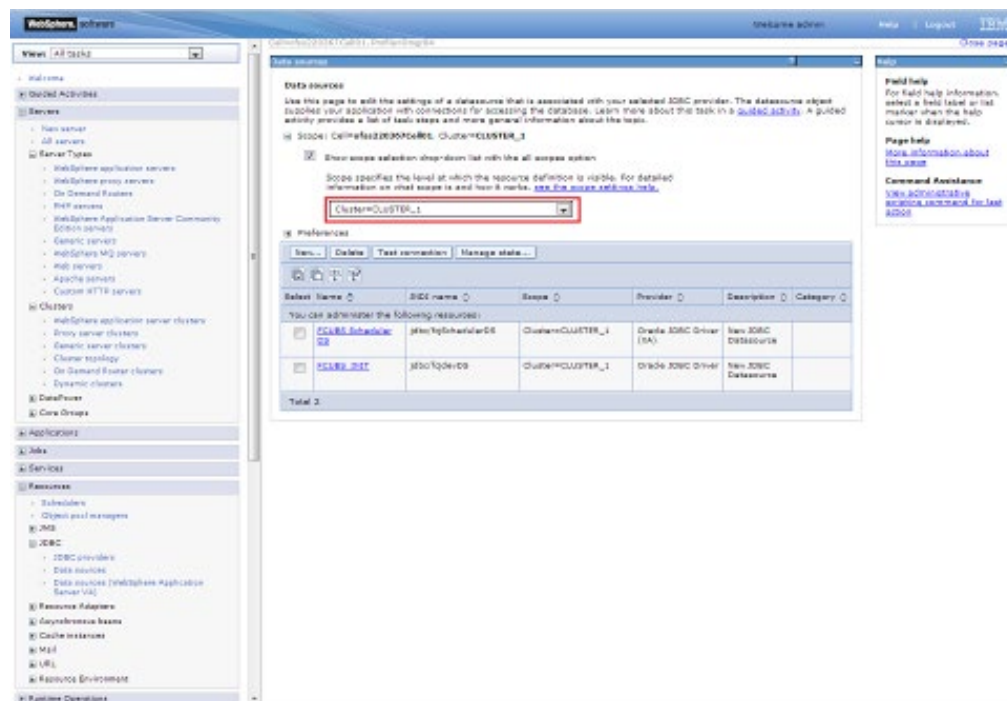 WebSphere. software
Welcome admin
Help | Logout
IBM
View: All tasks
Close page
Welcome
Guided Activities
Servers
New server
All servers
Server Types
WebSphere application servers
WebSphere proxy servers
On Demand Routers
PHP servers
WebSphere Application Server Community
Edition servers
Generic servers
WebSphere MQ servers
Web servers
Apache servers
Custom HTTP servers
Clusters
WebSphere application server clusters
Proxy server clusters
Generic server clusters
Cluster topology
On Demand Router clusters
Dynamic clusters
DataPower
Core Groups
Applications
Jobs
Services
Resources
Schedulers
Object pool managers
JMS
JDBC
JDBC providers
Data sources
Data sources (WebSphere Application
Server V4)
Resource Adapters
Asynchronous beans
Cache instances
Mail
URL
Resource Environment
Runtime Operations
Data sources
Data sources
Use this page to edit the settings of a datasource that is associated with your selected JDBC provider. The datasource object
supplies your application with connections for accessing the database. Learn more about this task in a guided activity. A guided
activity provides a list of task steps and more general information about the topic.
Scope: Cluster=CLUSTER_1
Show scope selection drop-down list with the all scopes option
Scope specifies the level at which the resource definition is visible. For detailed
information on what scope is and how it works, see the scope settings help.
Cluster=CLUSTER_1
Preferences
New... Delete Test connection Manage state...
Select Name JNDI name Scope Provider Description Category
You can administer the following resources:
FCUBS Scheduler
DS
Cluster=CLUSTER_1
Oracle JDBC Driver
(XA)
New JDBC
Datasource
Cluster=CLUSTER_1
Oracle JDBC Driver
New JDBC
Datasource
Total 2
Help
Field help
For field help information,
select a field label or list
marker when the help
cursor is displayed.
Page help
More information about
this page
Command Assistance
View administrative
scripting command for last
action